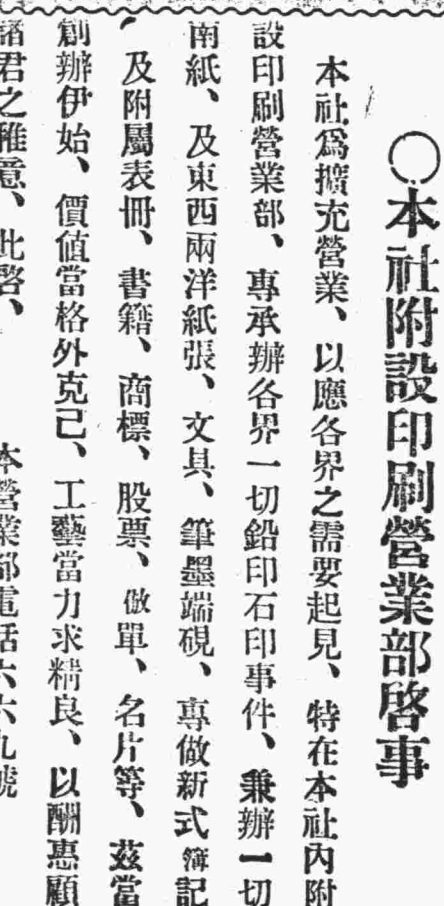 ○本社附設印刷營業部啓事
本社爲擴充營業、以應各界之需要起見、特在本社內附
設印刷營業部、專承辦各界一切鉛印石印事件、兼辦一切
南紙、及東西兩洋紙張、文具、筆墨端硯、專做新式簿記
及附屬表冊、書籍、商標、股票、傲單、名片等、茲當
創辦伊始、價値當格外克己、工藝當力求精良、以酬惠顧
諸君之雅意、此啓、　　本營業部電話六六九號